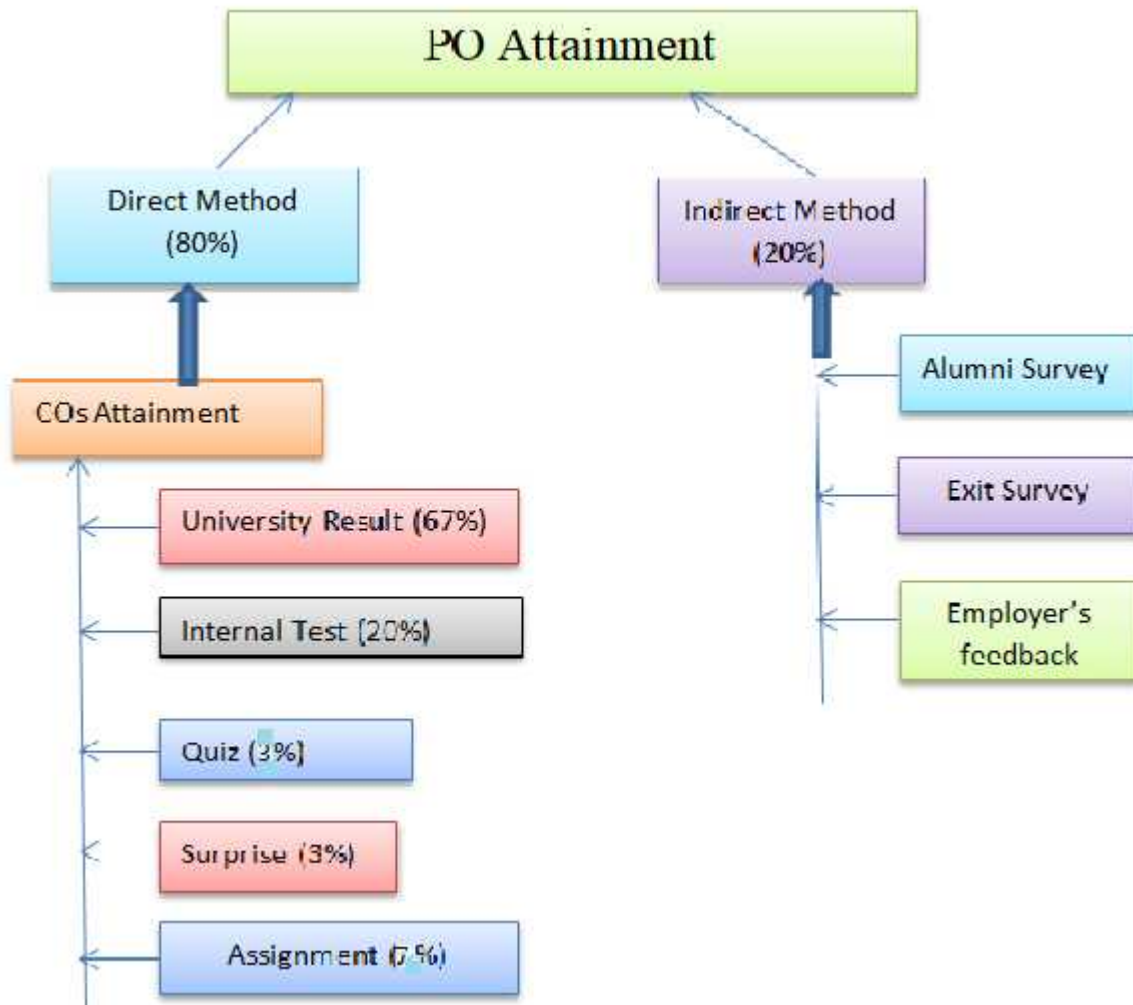 PO Attainment
Direct Method
(80%)
Indirect Method
(20%)
COs Attainment
Alumni Survey
University Result (67%)
Exit Survey
Internal Test (20%)
Employer's
feedback
Quiz (3%)
Surprise (3%)
Assignment (7%)